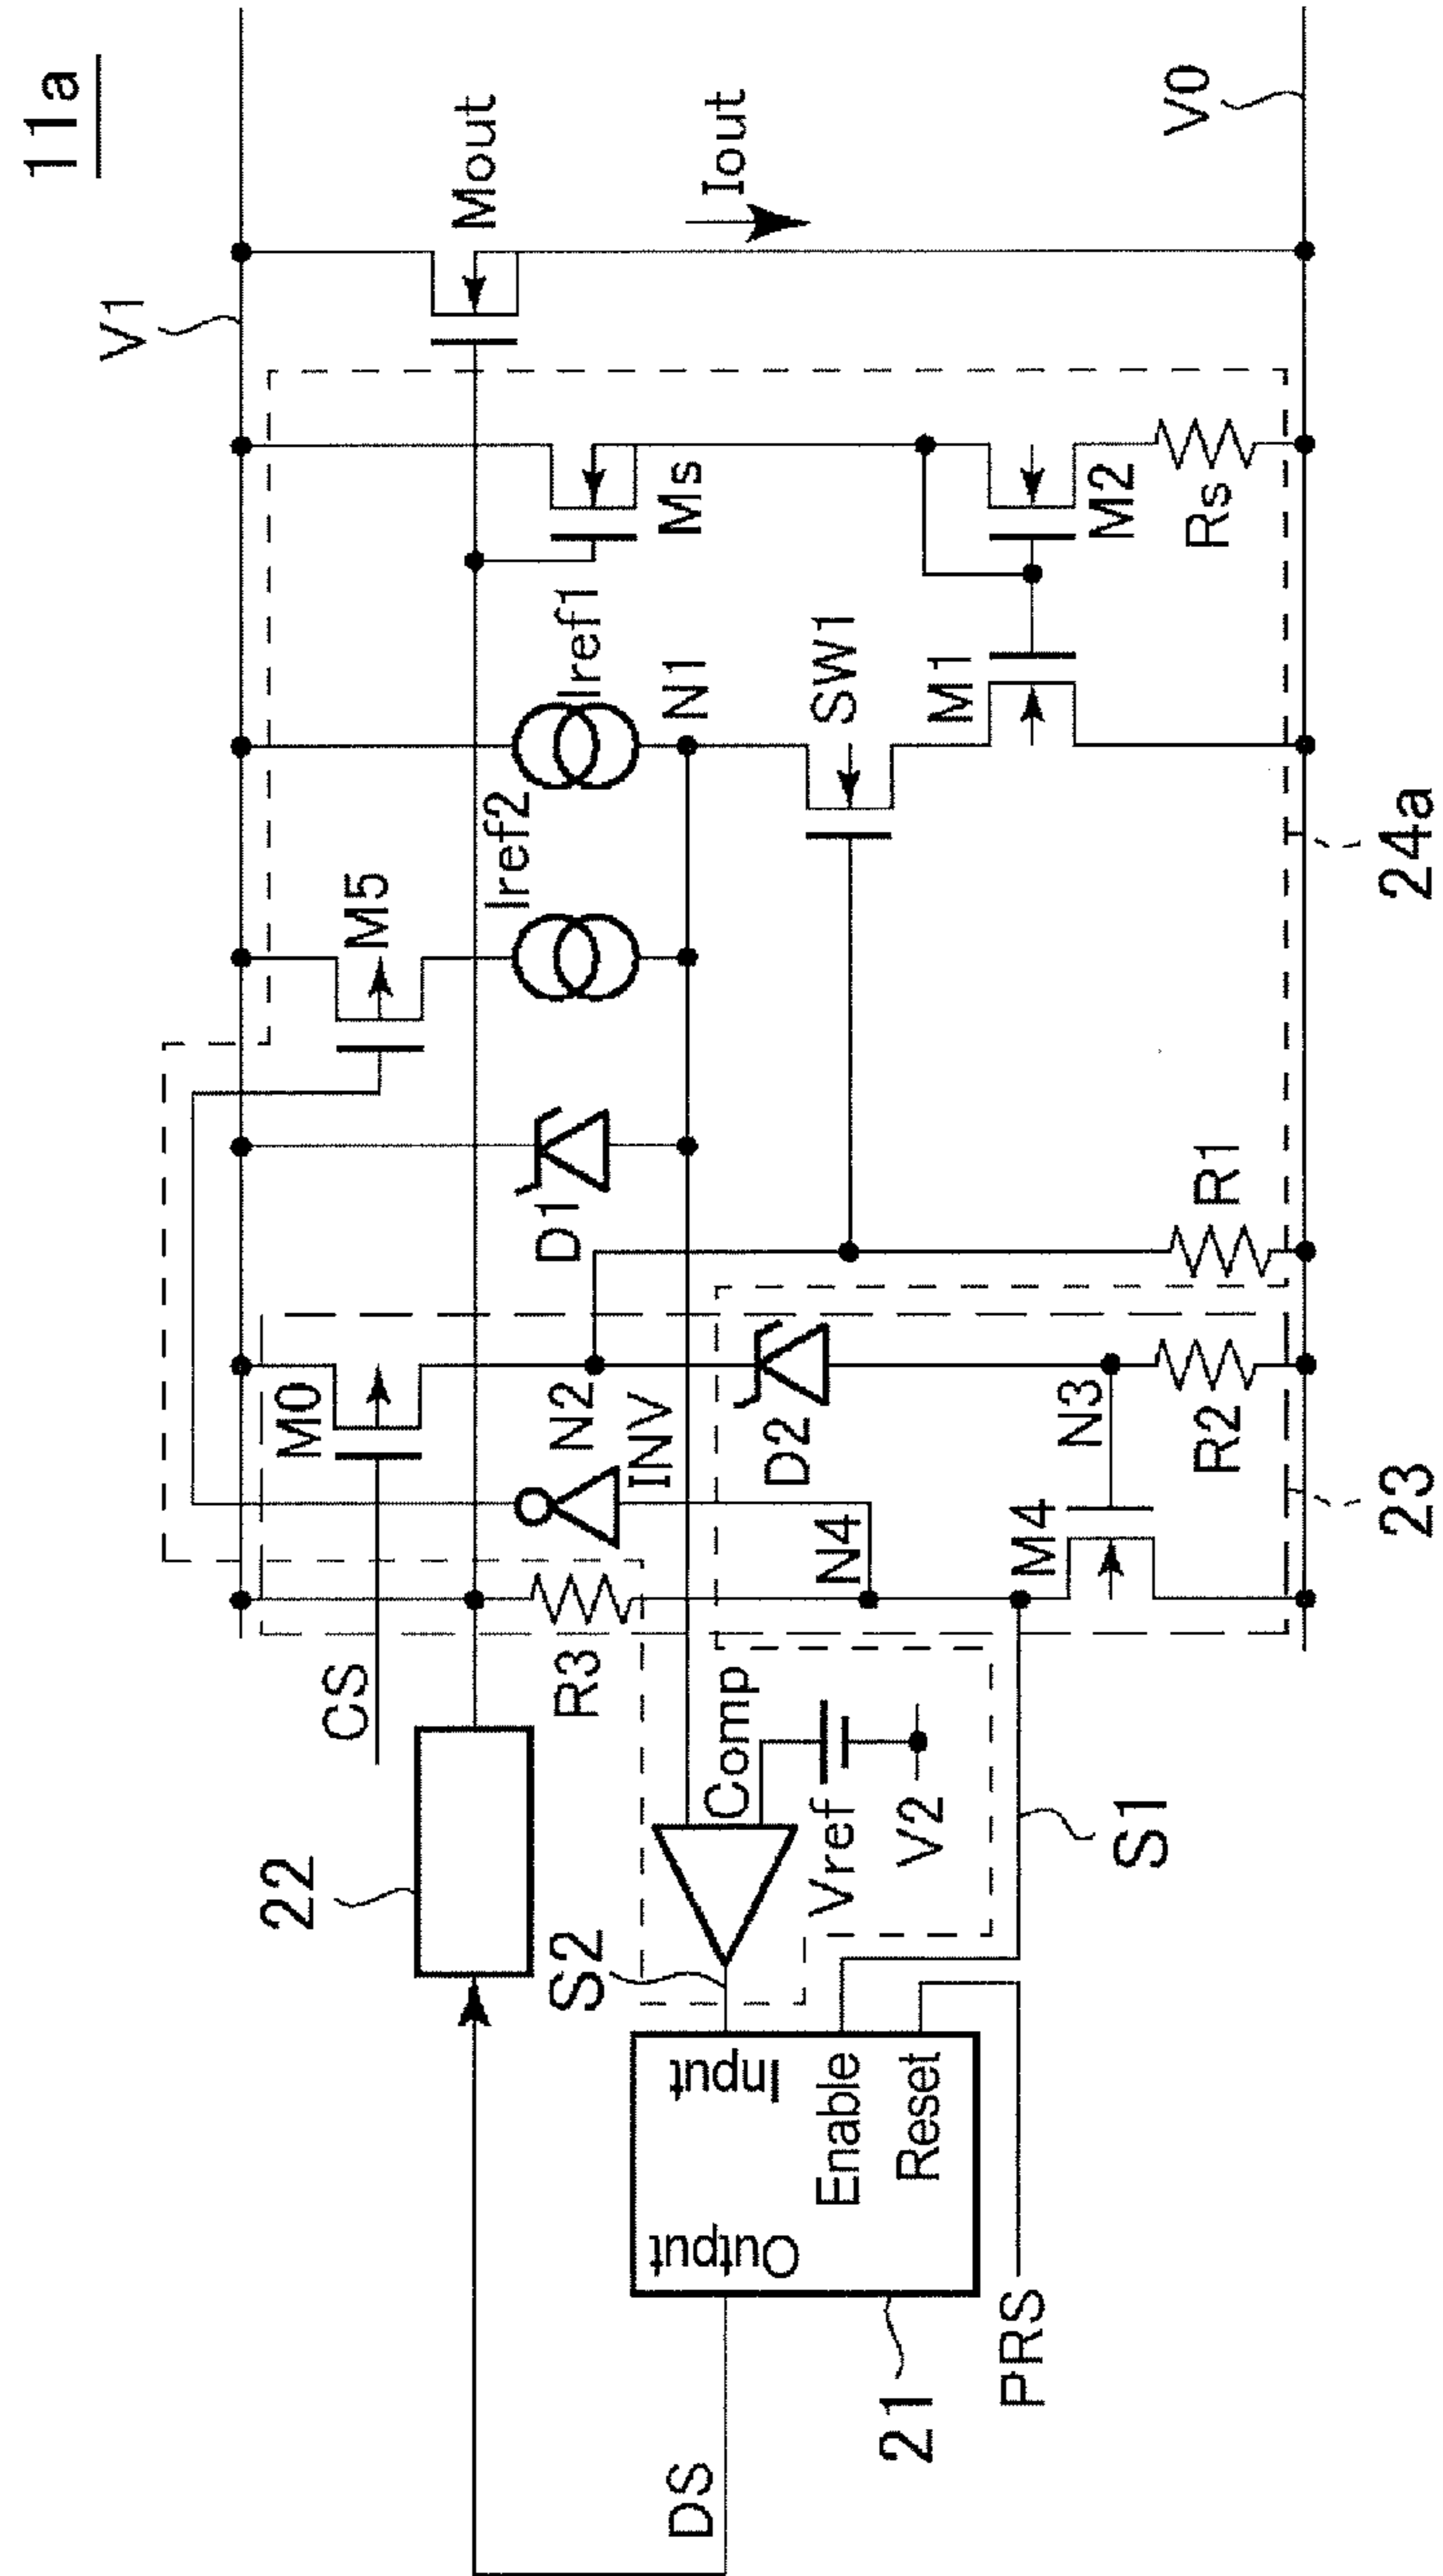 11a
V1
Mout
Iout
V0
Ms
M2
Rs
Iref1
N1
SW1
M1
Iref2
M5
24a
D1
R1
M0
N2
INV
D2
N3
R2
23
N4
M4
CS
R3
22
Comp
Vref
V2
S1
S2
Input
Enable
Reset
Output
21
PRS
DS